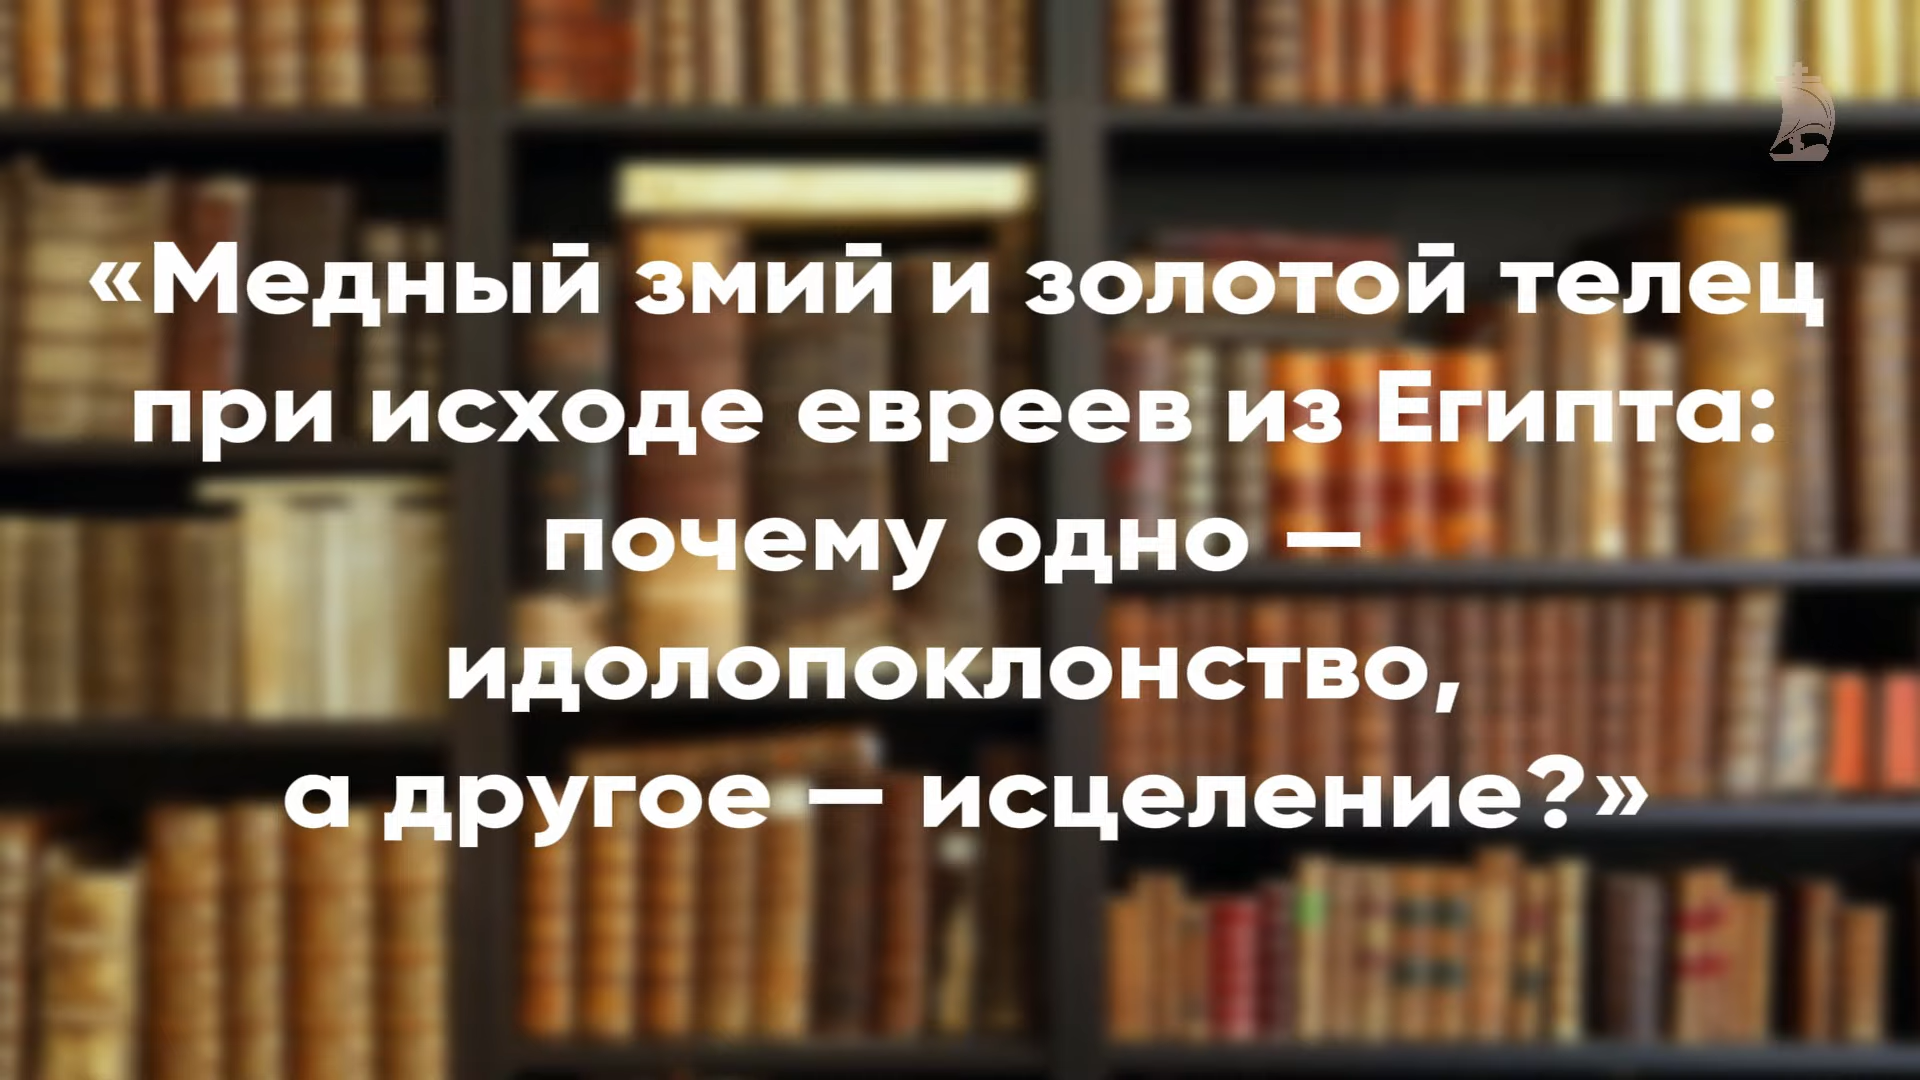 «Медный змий и золотой телец
при исходе евреев из Египта:
почему одно —
идолопоклонство,
а другое — исцеление?»